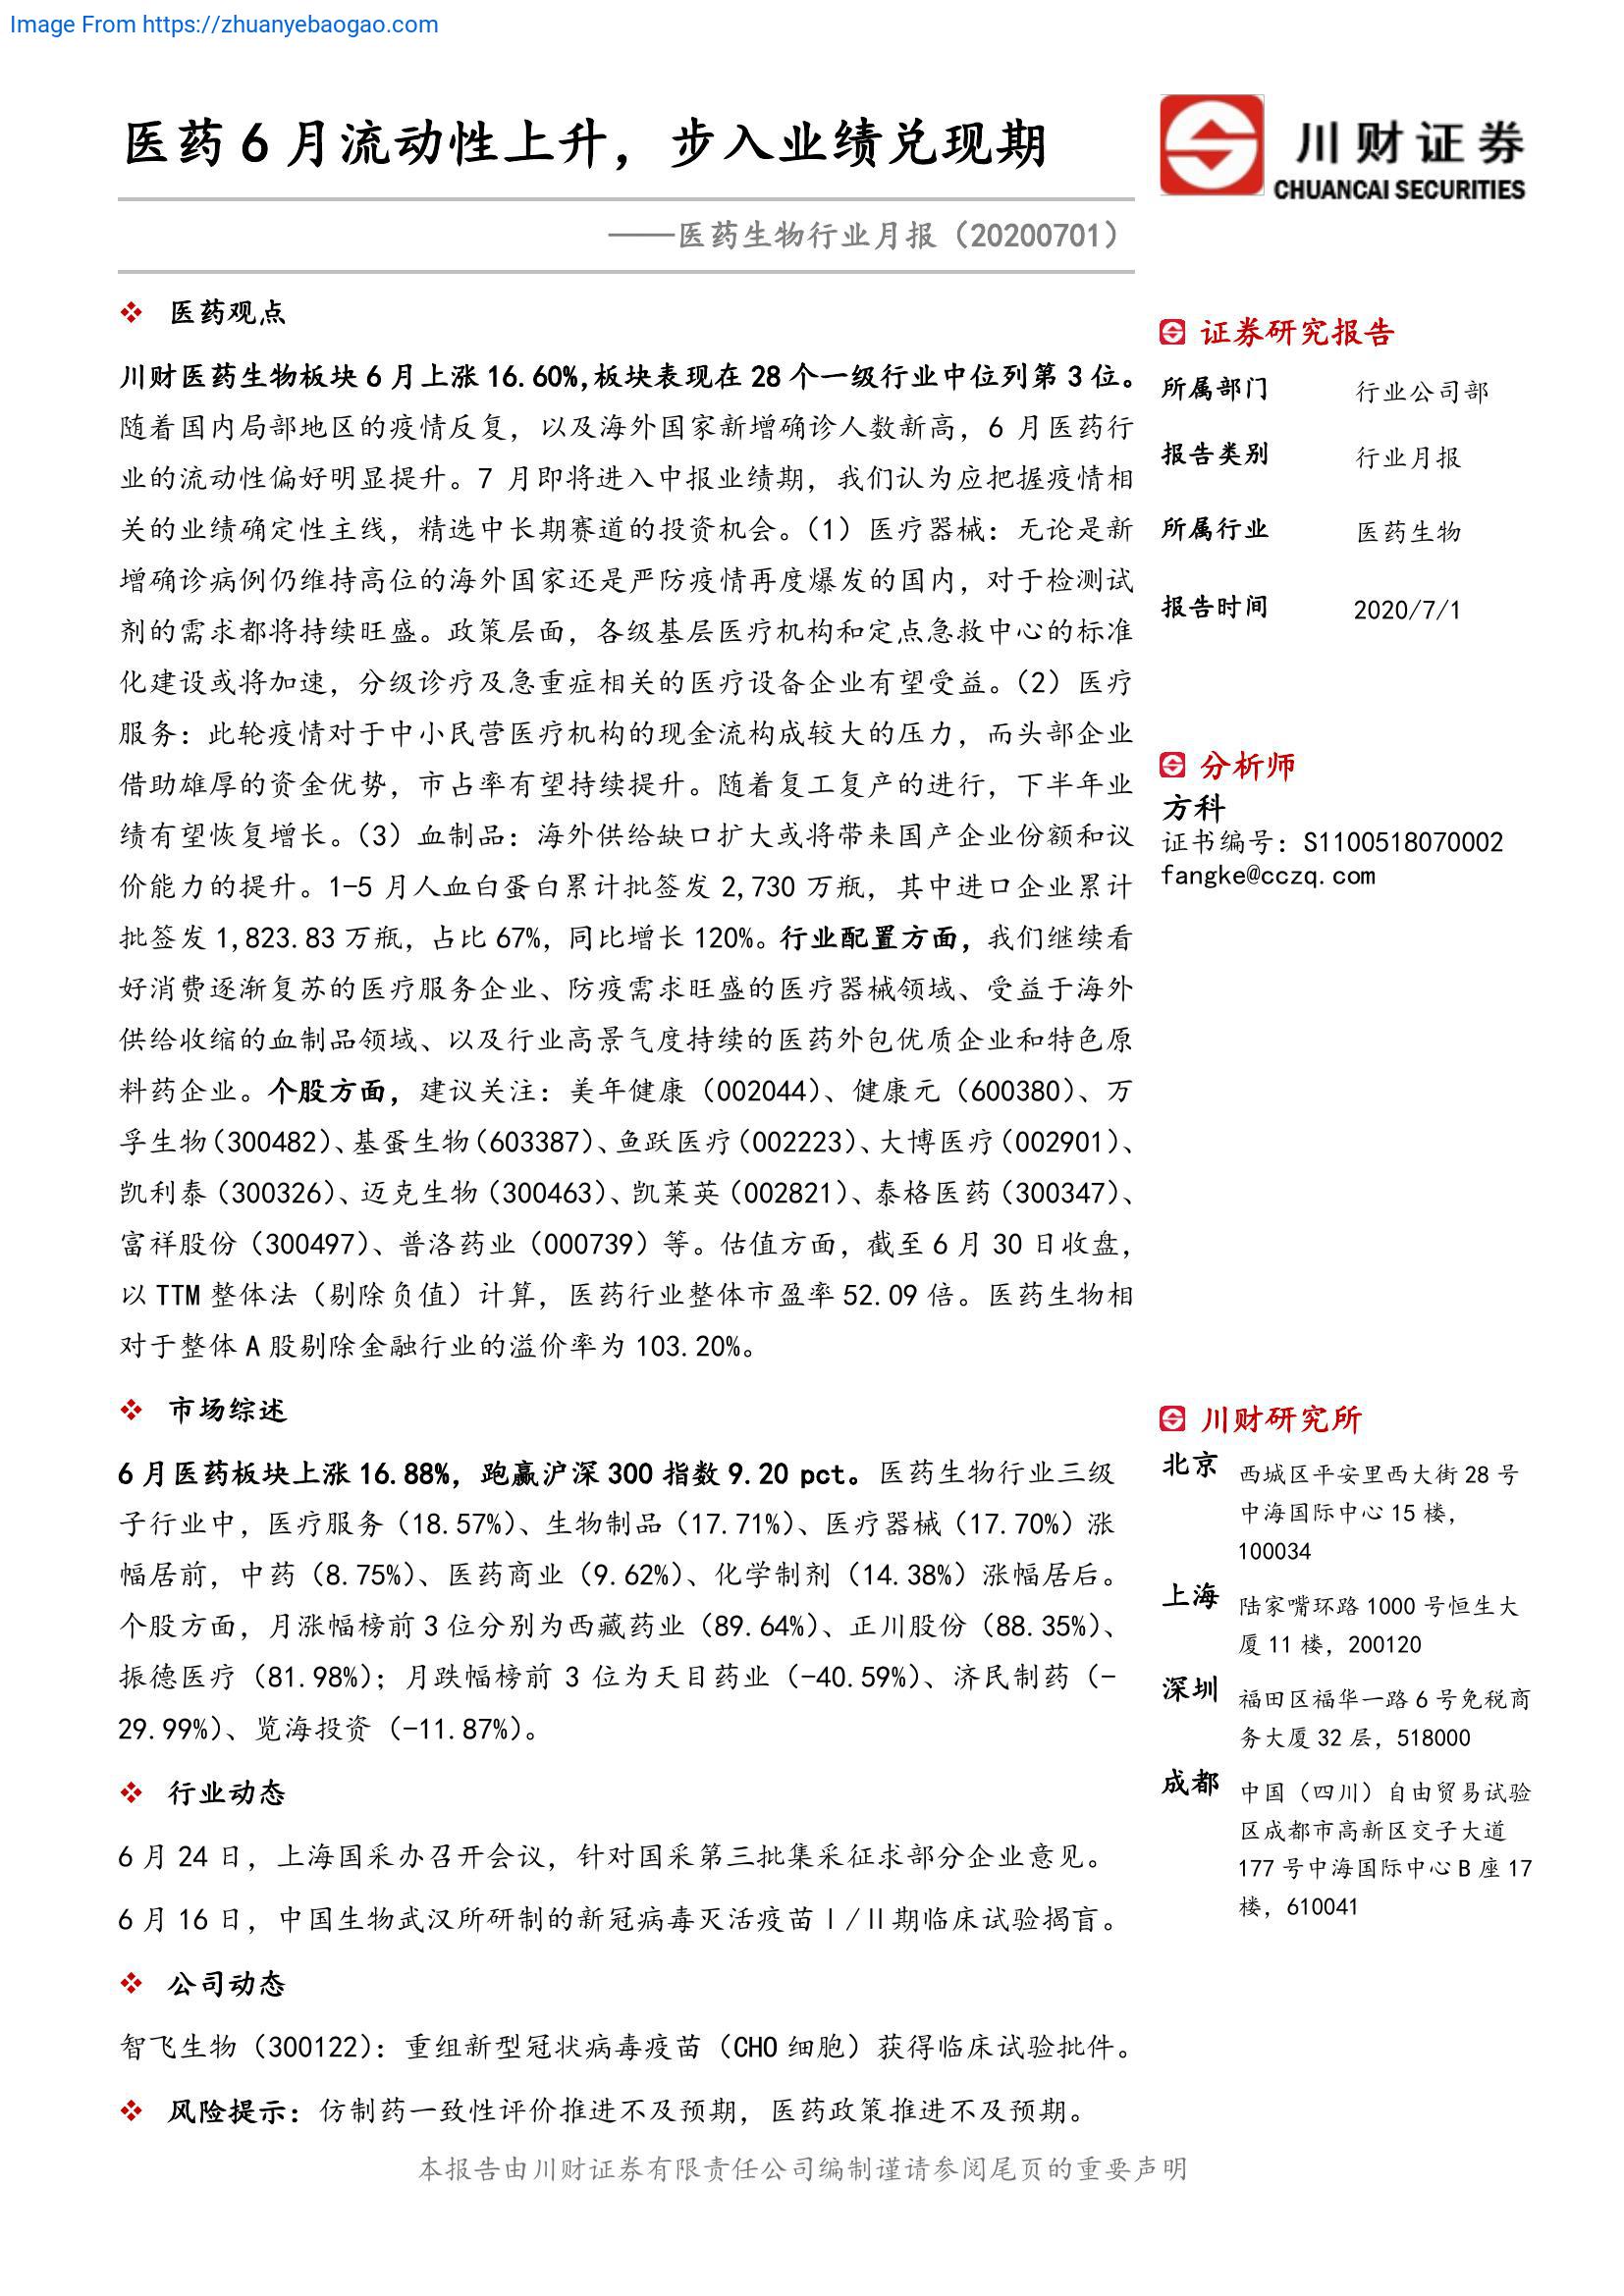 Image From https://zhuanyebaogao.com
医药 6 月流动性上升，步入业绩兑现期
川财证券
CHUANCAI SECURITIES
——医药生物行业月报（20200701）
医药观点
川财医药生物板块 6 月上涨 16.60%,板块表现在 28 个一级行业中位列第 3 位。
随着国内局部地区的疫情反复，以及海外国家新增确诊人数新高，6 月医药行
业的流动性偏好明显提升。7 月即将进入中报业绩期，我们认为应把握疫情相
关的业绩确定性主线，精选中长期赛道的投资机会。（1）医疗器械：无论是新
增确诊病例仍维持高位的海外国家还是严防疫情再度爆发的国内，对于检测试
剂的需求都将持续旺盛。政策层面，各级基层医疗机构和定点急救中心的标准
化建设或将加速，分级诊疗及急重症相关的医疗设备企业有望受益。（2）医疗
服务：此轮疫情对于中小民营医疗机构的现金流构成较大的压力，而头部企业
借助雄厚的资金优势，市占率有望持续提升。随着复工复产的进行，下半年业
绩有望恢复增长。（3）血制品：海外供给缺口扩大或将带来国产企业份额和议
价能力的提升。1-5 月人血白蛋白累计批签发 2,730 万瓶，其中进口企业累计
批签发 1,823.83 万瓶，占比 67%，同比增长 120%。行业配置方面，我们继续看
好消费逐渐复苏的医疗服务企业、防疫需求旺盛的医疗器械领域、受益于海外
供给收缩的血制品领域、以及行业高景气度持续的医药外包优质企业和特色原
料药企业。个股方面，建议关注：美年健康（002044）、健康元（600380）、万
孚生物（300482）、基蛋生物（603387）、鱼跃医疗（002223）、大博医疗（002901）、
凯利泰（300326）、迈克生物（300463）、凯莱英（002821）、泰格医药（300347）、
富祥股份（300497）、普洛药业（000739）等。估值方面，截至 6 月 30 日收盘，
以 TTM 整体法（剔除负值）计算，医药行业整体市盈率 52.09 倍。医药生物相
对于整体 A 股剔除金融行业的溢价率为 103.20%。
市场综述
6 月医药板块上涨 16.88%，跑赢沪深 300 指数 9.20 pct。医药生物行业三级
子行业中，医疗服务（18.57%）、生物制品（17.71%）、医疗器械（17.70%）涨
幅居前，中药（8.75%）、医药商业（9.62%）、化学制剂（14.38%）涨幅居后。
个股方面，月涨幅榜前 3 位分别为西藏药业（89.64%）、正川股份（88.35%）、
振德医疗（81.98%）；月跌幅榜前 3 位为天目药业（-40.59%）、济民制药（-
29.99%）、览海投资（-11.87%）。
行业动态
6 月 24 日，上海国采办召开会议，针对国采第三批集采征求部分企业意见。
6 月 16 日，中国生物武汉所研制的新冠病毒灭活疫苗Ⅰ/Ⅱ期临床试验揭盲。
公司动态
智飞生物（300122）：重组新型冠状病毒疫苗（CHO 细胞）获得临床试验批件。
风险提示：仿制药一致性评价推进不及预期，医药政策推进不及预期。
证券研究报告
所属部门 行业公司部
报告类别 行业月报
所属行业 医药生物
报告时间 2020/7/1
分析师
方科
证书编号：S1100518070002
fangke@cczq.com
川财研究所
北京 西城区平安里西大街 28 号
中海国际中心 15 楼，
100034
上海 陆家嘴环路 1000 号恒生大
厦 11 楼，200120
深圳 福田区福华一路 6 号免税商
务大厦 32 层，518000
成都 中国（四川）自由贸易试验
区成都市高新区交子大道
177 号中海国际中心 B 座 17
楼，610041
本报告由川财证券有限责任公司编制谨请参阅尾页的重要声明